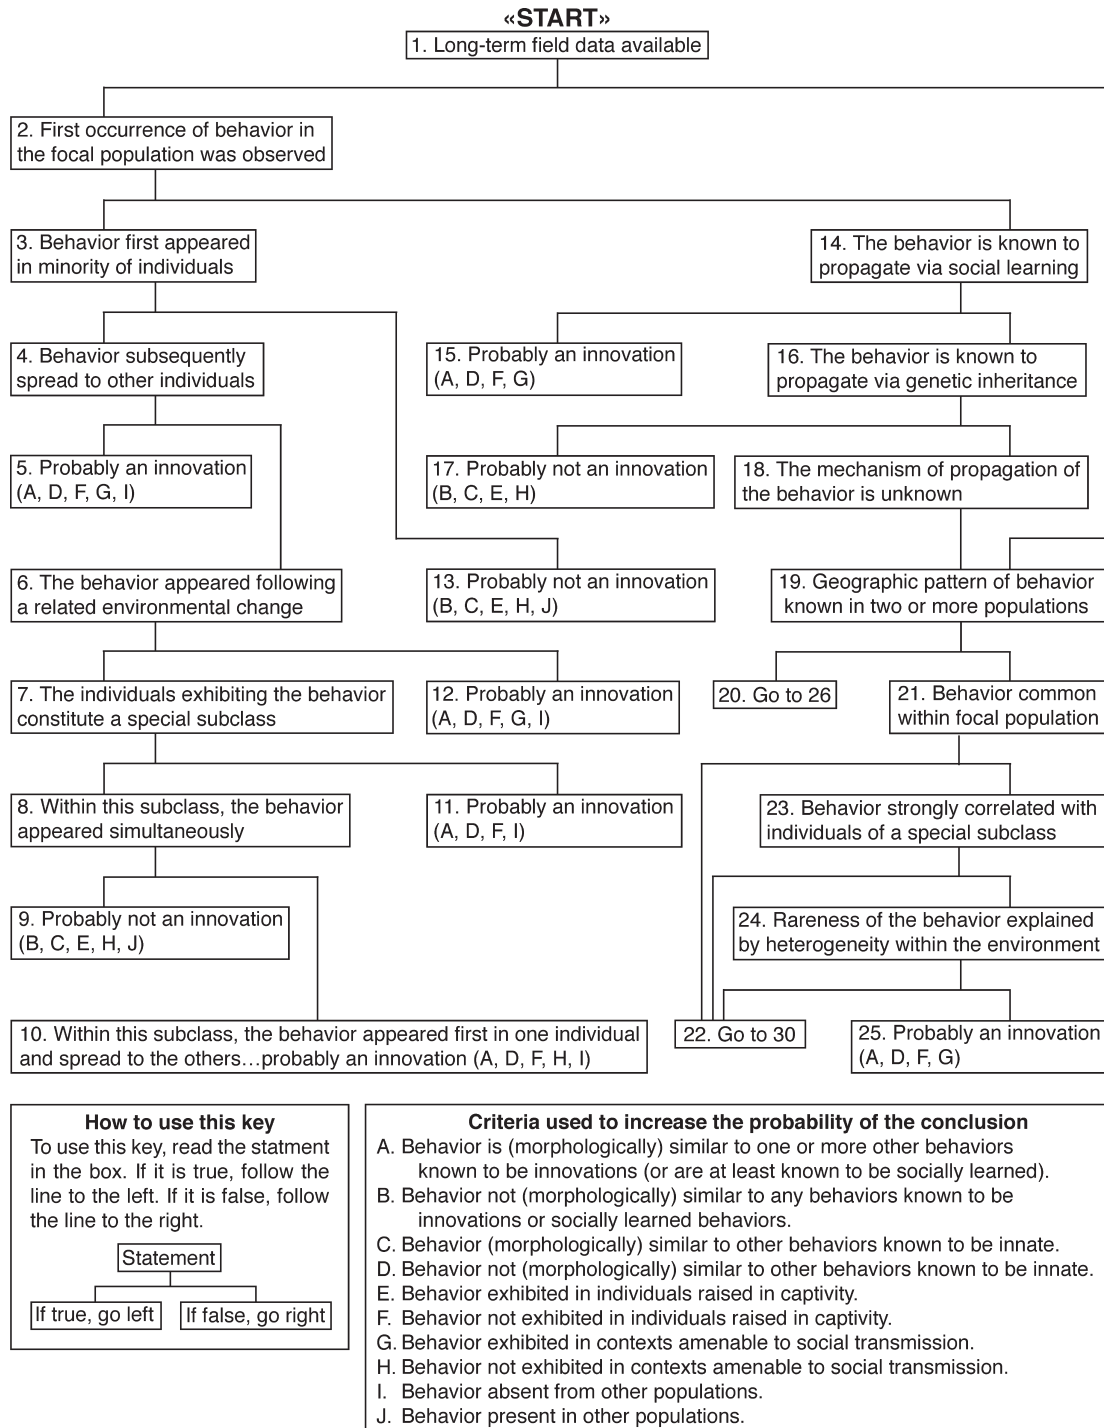 «START»
1. Long-term field data available
2. First occurrence of behavior in
the focal population was observed
3. Behavior first appeared
in minority of individuals
14. The behavior is known to
propagate via social learning
4. Behavior subsequently
spread to other individuals
15. Probably an innovation
(A, D, F, G)
16. The behavior is known to
propagate via genetic inheritance
5. Probably an innovation
(A, D, F, G, I)
17. Probably not an innovation
(B, C, E, H)
18. The mechanism of propagation of
the behavior is unknown
6. The behavior appeared following
a related environmental change
13. Probably not an innovation
(B, C, E, H, J)
19. Geographic pattern of behavior
known in two or more populations
7. The individuals exhibiting the behavior
constitute a special subclass
12. Probably an innovation
(A, D, F, G, I)
20. Go to 26
21. Behavior common
within focal population
8. Within this subclass, the behavior
appeared simultaneously
11. Probably an innovation
(A, D, F, I)
23. Behavior strongly correlated with
individuals of a special subclass
9. Probably not an innovation
(B, C, E, H, J)
24. Rareness of the behavior explained
by heterogeneity within the environment
10. Within this subclass, the behavior appeared first in one individual
and spread to the others…probably an innovation (A, D, F, H, I)
22. Go to 30
25. Probably an innovation
(A, D, F, G)
How to use this key
To use this key, read the statment
in the box. If it is true, follow the
line to the left. If it is false, follow
the line to the right.
Statement
If true, go left
If false, go right
Criteria used to increase the probability of the conclusion
A. Behavior is (morphologically) similar to one or more other behaviors
known to be innovations (or are at least known to be socially learned).
B. Behavior not (morphologically) similar to any behaviors known to be
innovations or socially learned behaviors.
C. Behavior (morphologically) similar to other behaviors known to be innate.
D. Behavior not (morphologically) similar to other behaviors known to be innate.
E. Behavior exhibited in individuals raised in captivity.
F. Behavior not exhibited in individuals raised in captivity.
G. Behavior exhibited in contexts amenable to social transmission.
H. Behavior not exhibited in contexts amenable to social transmission.
I. Behavior absent from other populations.
J. Behavior present in other populations.